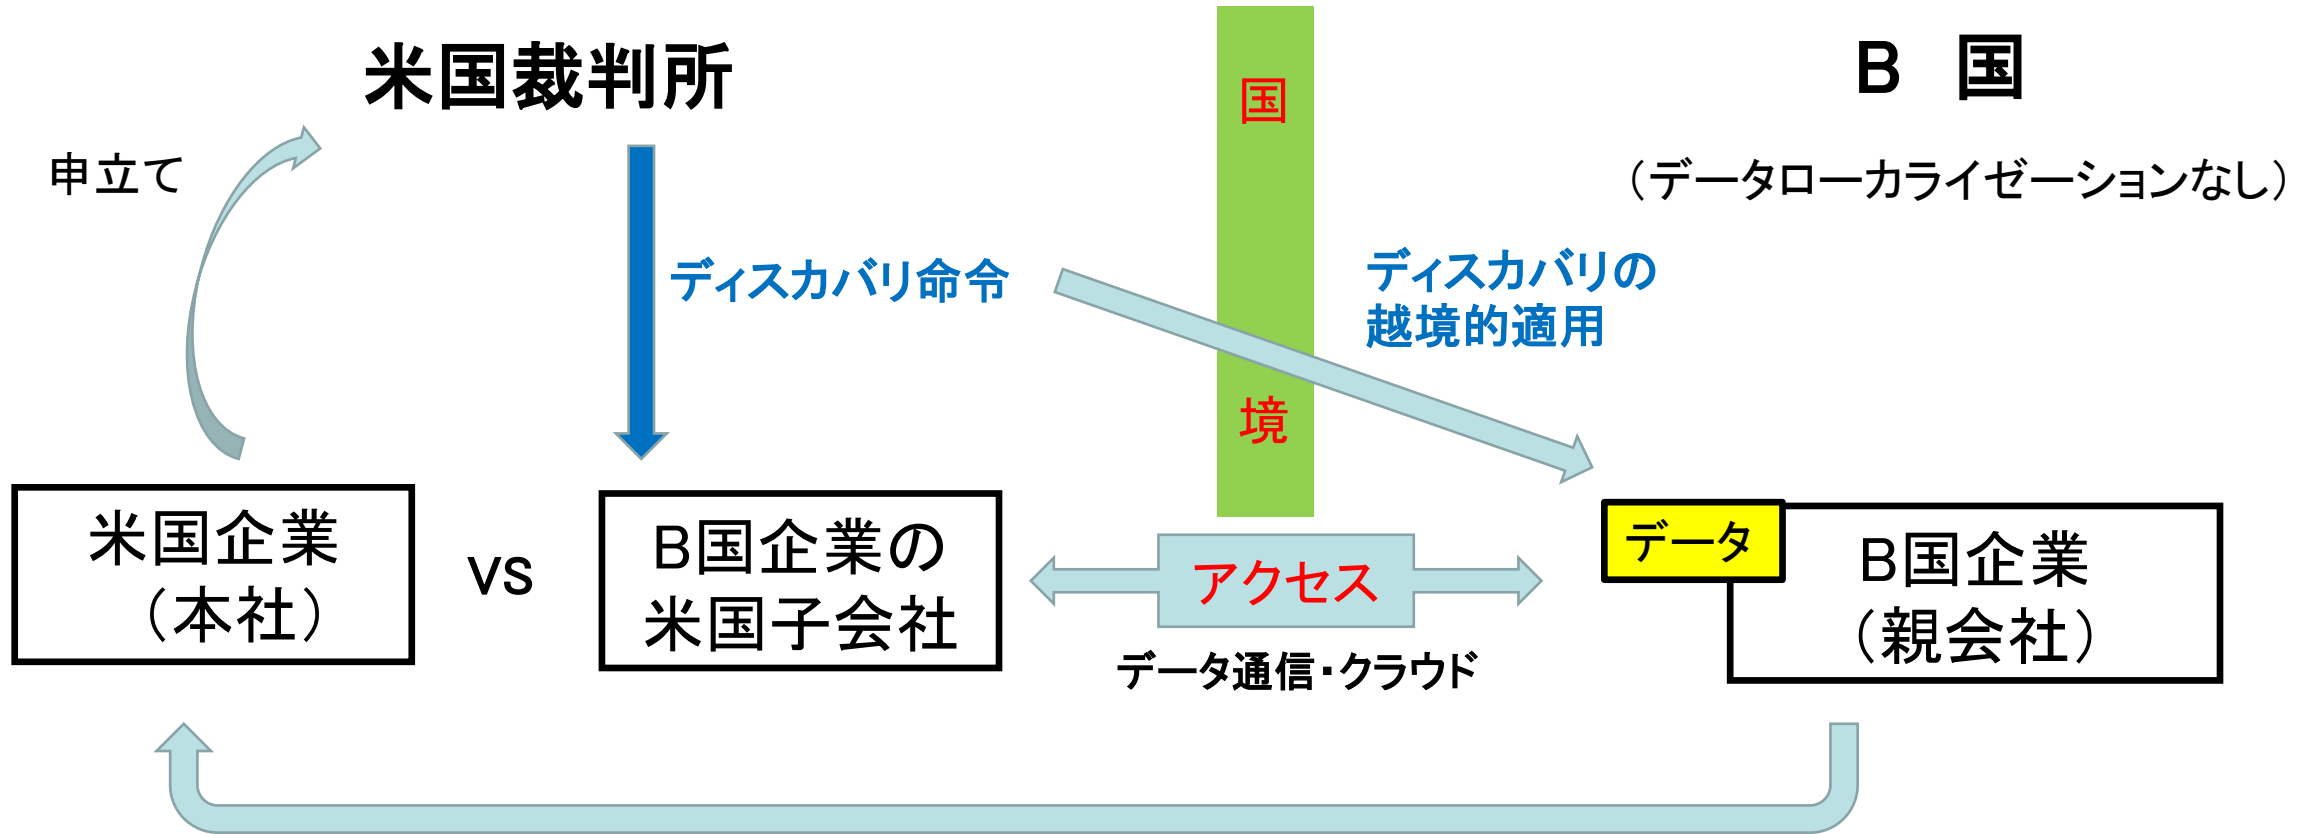 米国裁判所
B 国
（データローカライゼーションなし）
申立て
国
境
ディスカバリ命令
ディスカバリの
越境的適用
米国企業
（本社）
vs
B国企業の
米国子会社
アクセス
データ通信・クラウド
データ
B国企業
（親会社）